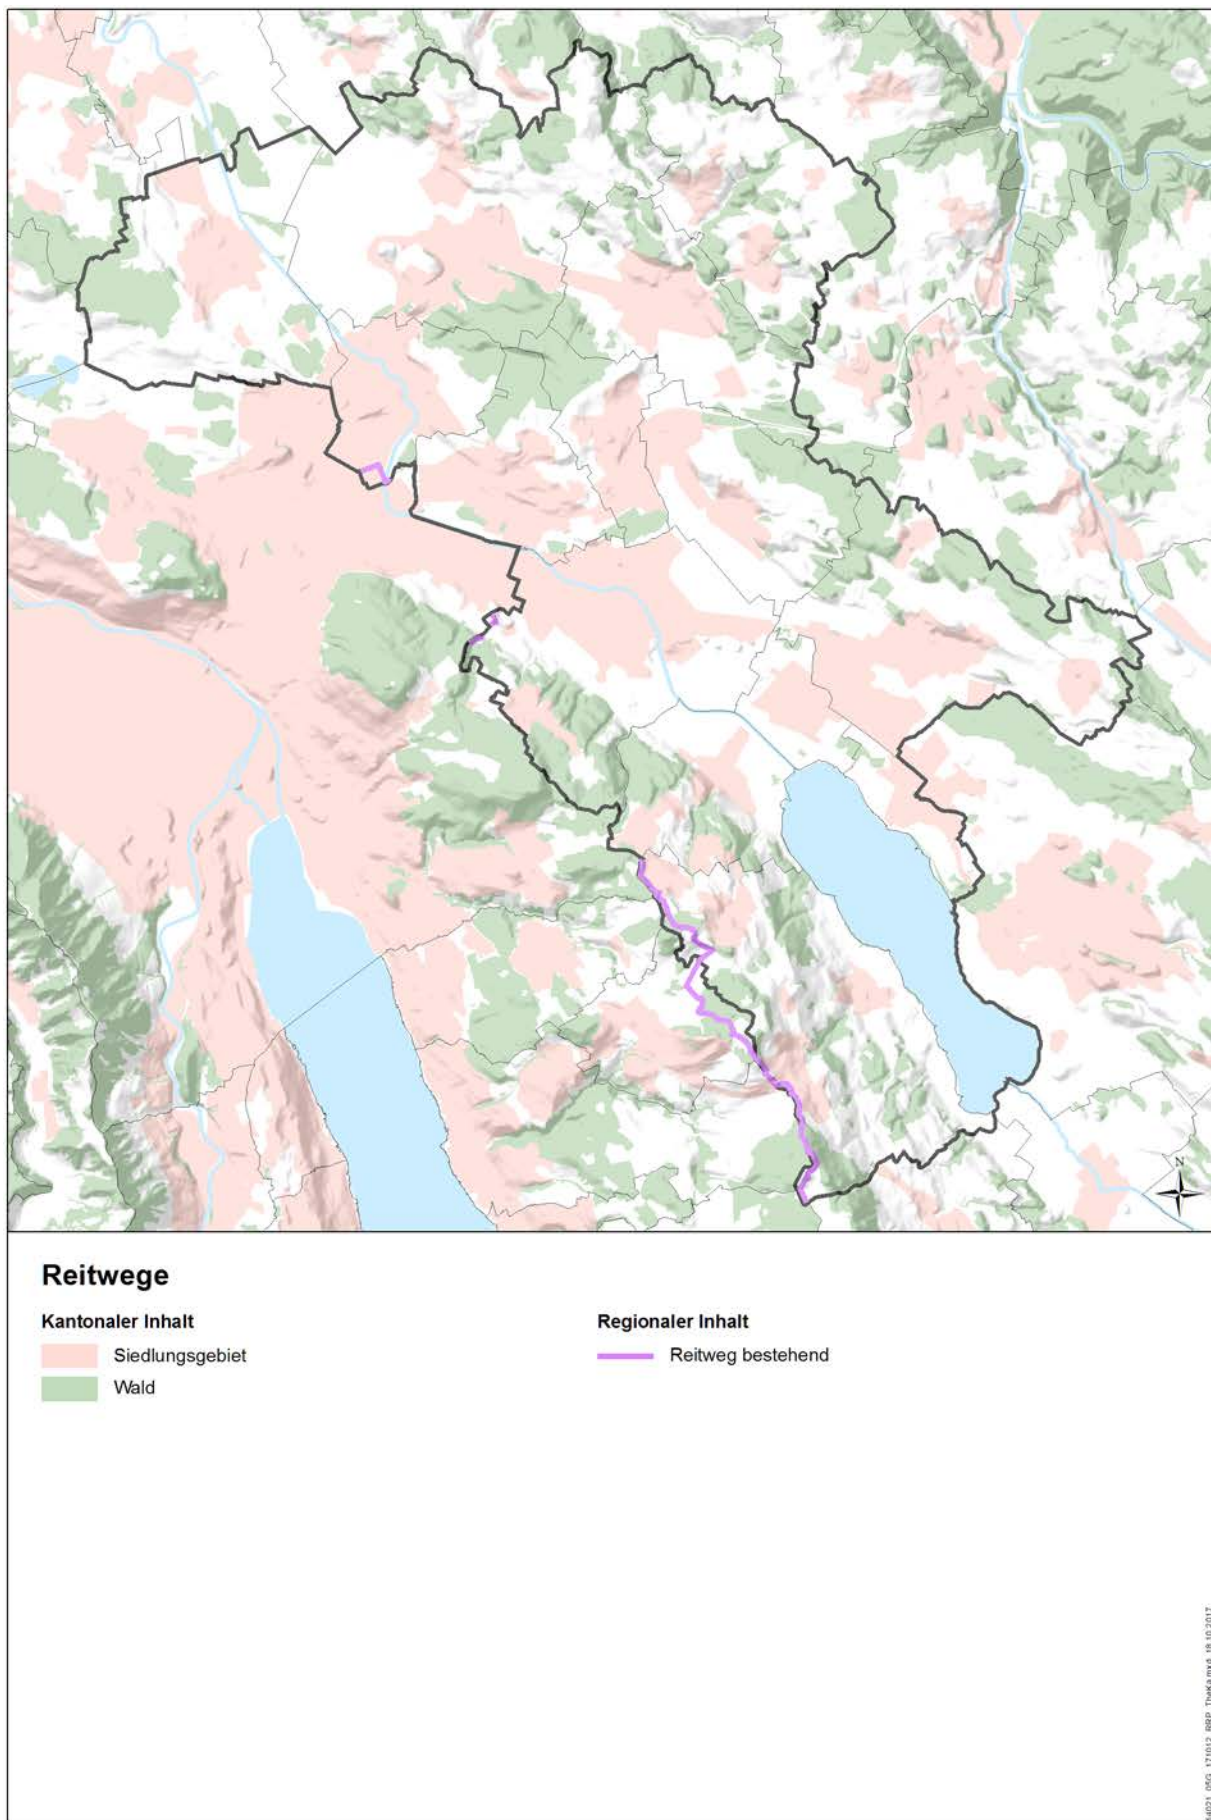 N
Reitwege
Kantonaler Inhalt
Siedlungsgebiet
Wald
Regionaler Inhalt
Reitweg bestehend